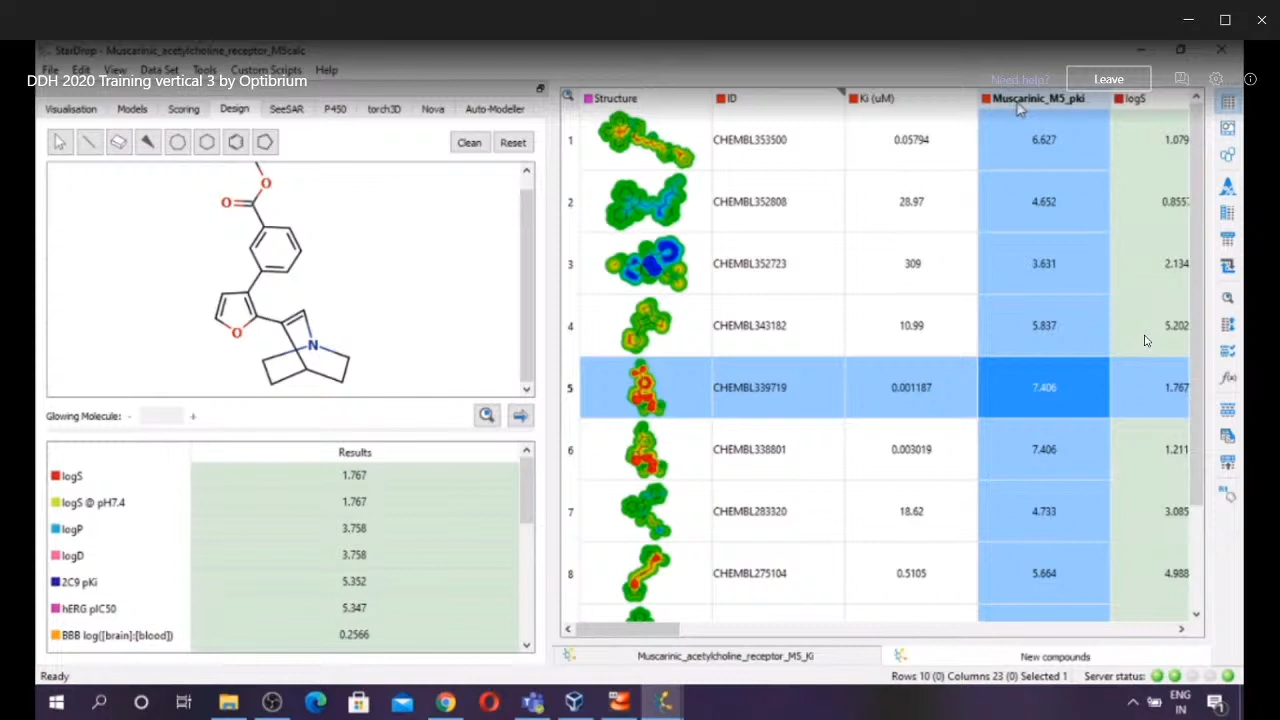 StarDrop - Muscarinic_acetylcholine_receptor_M5calc
File Edit View Data Set Tools Custom Scripts Help
DDH 2020 Training vertical 3 by Optibrium
Need help?
Leave
Visualisation Models Scoring Design SeeSAR P450 torch3D Nova Auto-Modeller
Clean Reset
O
O
O
N
Glowing Molecule: - +
Results
logS 1.767
logS @ pH7.4 1.767
logP 3.758
logD 3.758
2C9 pKi 5.352
hERG pIC50 5.347
BBB log([brain]:[blood]) 0.2566
Structure ID Ki (uM) Muscarinic_M5_pki logS
1 CHEMBL353500 0.05794 6.627 1.079
2 CHEMBL352808 28.97 4.652 0.855
3 CHEMBL352723 309 3.631 2.134
4 CHEMBL343182 10.99 5.837 5.202
5 CHEMBL339719 0.001187 7.406 1.767
6 CHEMBL338801 0.003019 7.406 1.211
7 CHEMBL283320 18.62 4.733 3.085
8 CHEMBL275104 0.5105 5.664 4.988
f(x)
Muscarinic_acetylcholine_receptor_M5_Ki New compounds
Ready
Rows 10 (0) Columns 23 (0) Selected 1 Server status:
ENG
IN
1